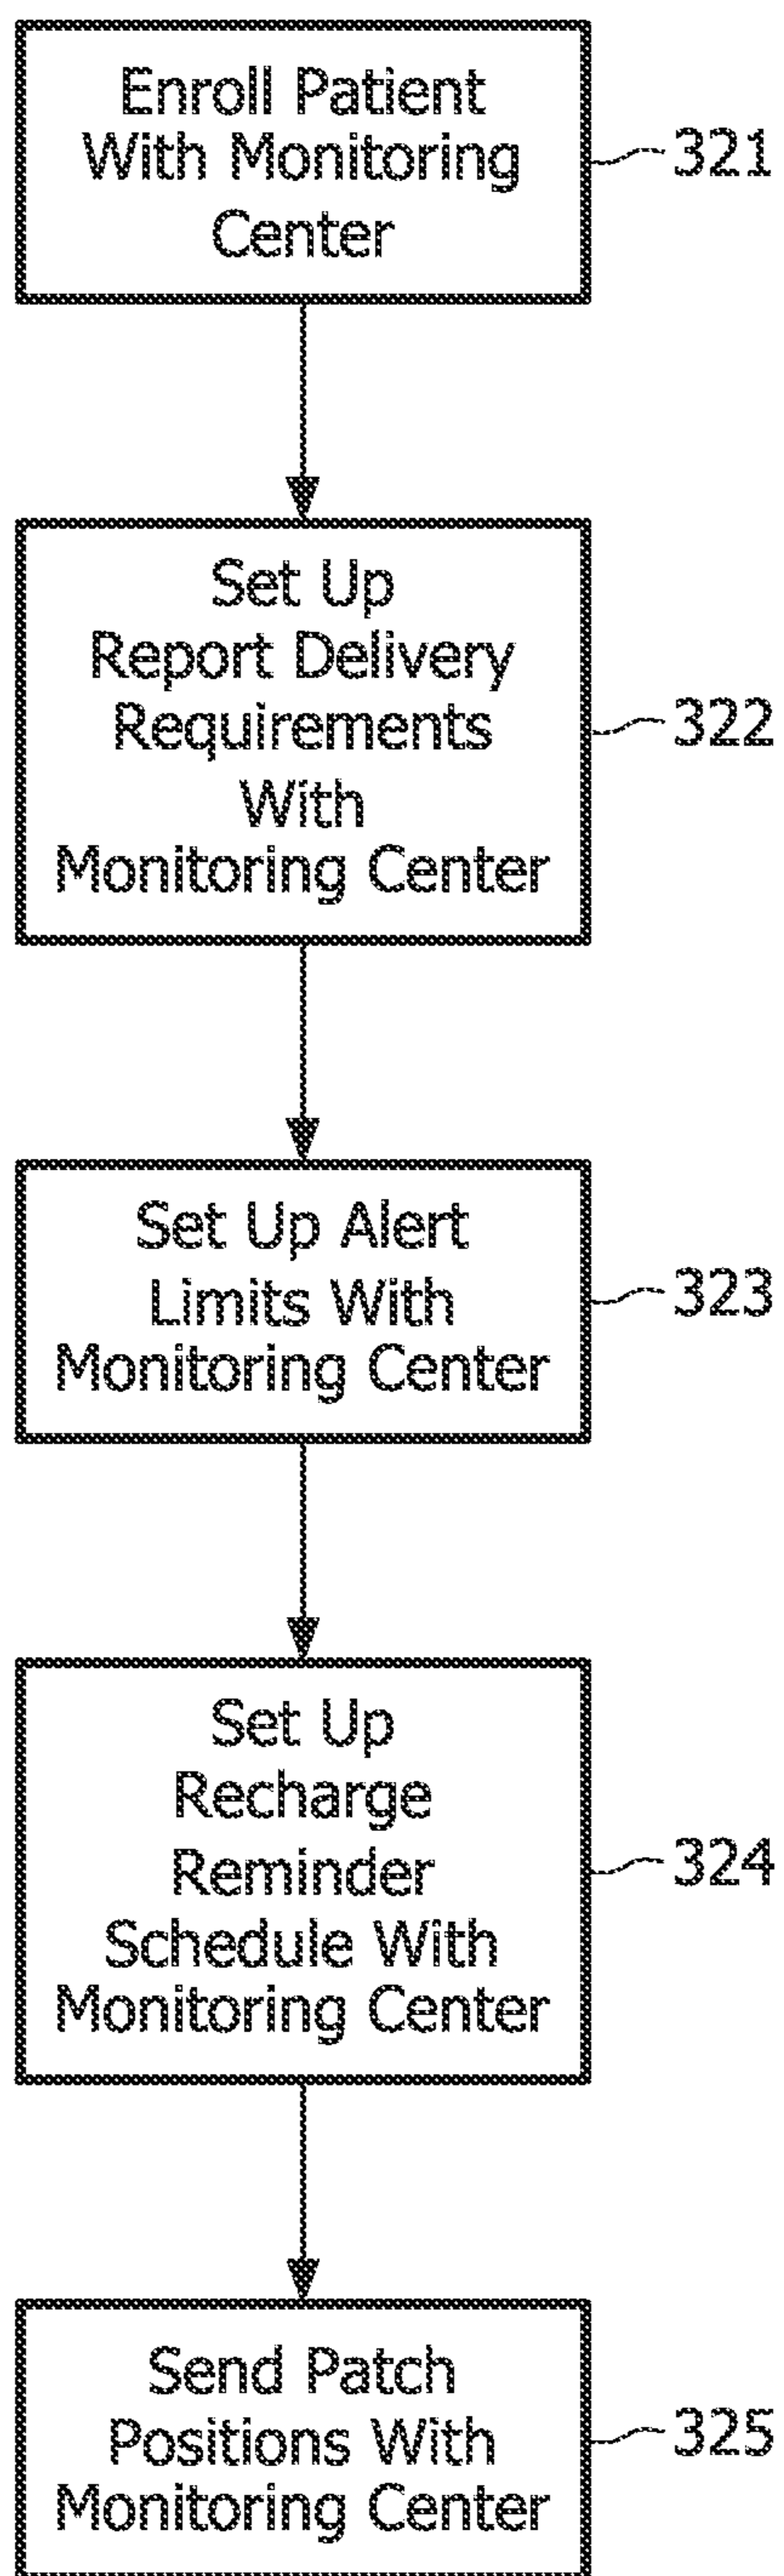 Enroll Patient
With Monitoring
Center
321
Set Up
Report Delivery
Requirements
With
Monitoring Center
322
Set Up Alert
Limits With
Monitoring Center
323
Set Up
Recharge
Reminder
Schedule With
Monitoring Center
324
Send Patch
Positions With
Monitoring Center
325